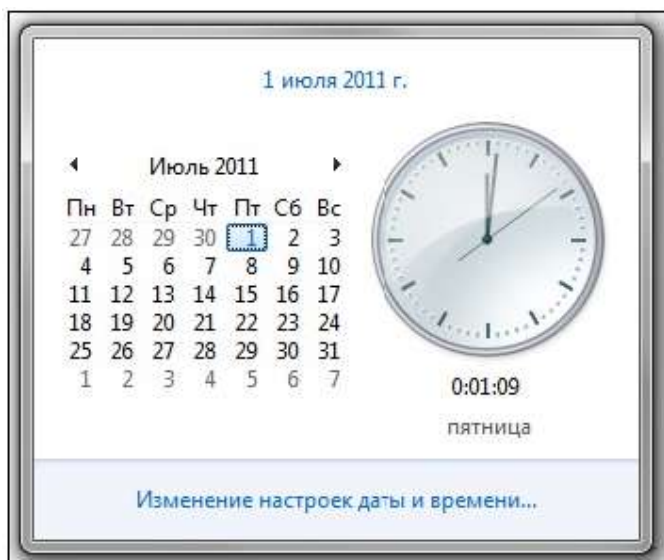 1 июля 2011 г.
Июль 2011
Пн Вт Ср Чт Пт Сб Вс
27 28 29 30 1 2 3
4 5 6 7 8 9 10
11 12 13 14 15 16 17
18 19 20 21 22 23 24
25 26 27 28 29 30 31
1 2 3 4 5 6 7
0:01:09
пятница
Изменение настроек даты и времени...